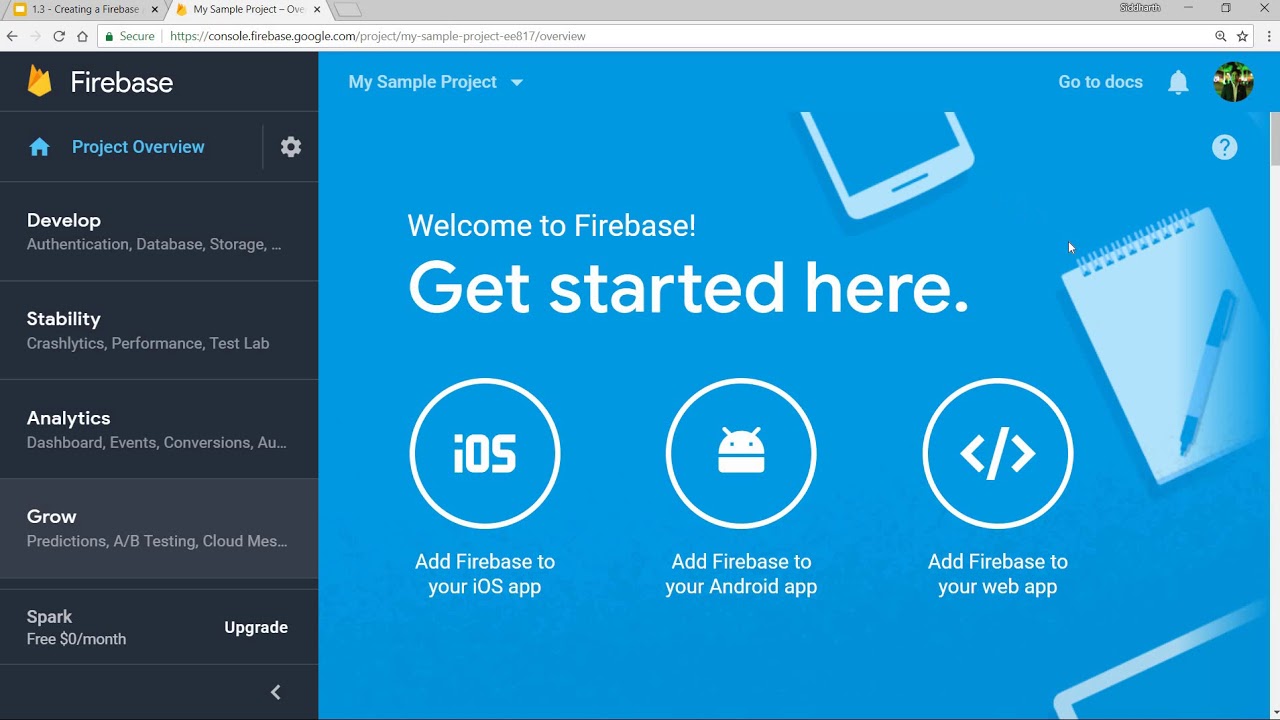 1.3 - Creating a Firebase
My Sample Project – Ove
Siddharth
Secure
https://console.firebase.google.com/project/my-sample-project-ee817/overview
Firebase
My Sample Project
Go to docs
Project Overview
Develop
Authentication, Database, Storage, ...
Stability
Crashlytics, Performance, Test Lab
Analytics
Dashboard, Events, Conversions, Au...
Grow
Predictions, A/B Testing, Cloud Mes...
Spark
Free $0/month
Upgrade
?
Welcome to Firebase!
Get started here.
iOS
</>
Add Firebase to
your iOS app
Add Firebase to
your Android app
Add Firebase to
your web app